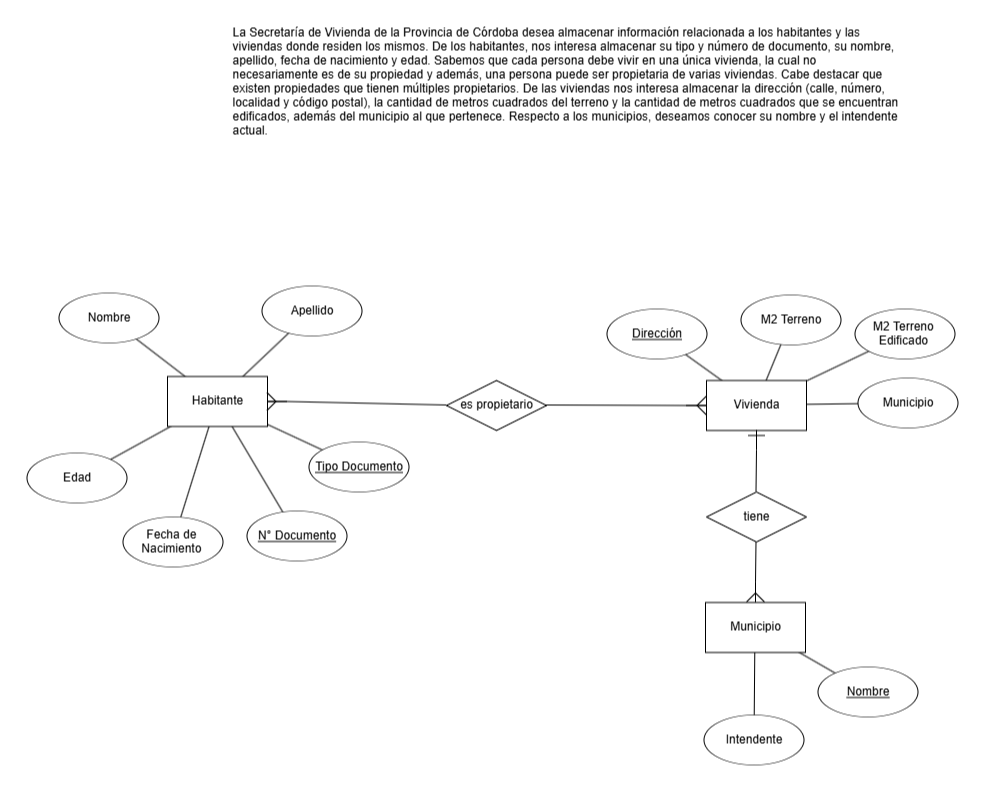 La Secretaría de Vivienda de la Provincia de Córdoba desea almacenar información relacionada a los habitantes y las
viviendas donde residen los mismos. De los habitantes, nos interesa almacenar su tipo y número de documento, su nombre,
apellido, fecha de nacimiento y edad. Sabemos que cada persona debe vivir en una única vivienda, la cual no
necesariamente es de su propiedad y además, una persona puede ser propietaria de varias viviendas. Cabe destacar que
existen propiedades que tienen múltiples propietarios. De las viviendas nos interesa almacenar la dirección (calle, número,
localidad y código postal), la cantidad de metros cuadrados del terreno y la cantidad de metros cuadrados que se encuentran
edificados, además del municipio al que pertenece. Respecto a los municipios, deseamos conocer su nombre y el intendente
actual.
Nombre
Apellido
Dirección
M2 Terreno
M2 Terreno
Edificado
Habitante
es propietario
Vivienda
Municipio
Edad
Tipo Documento
Fecha de
Nacimiento
N° Documento
tiene
Municipio
Nombre
Intendente